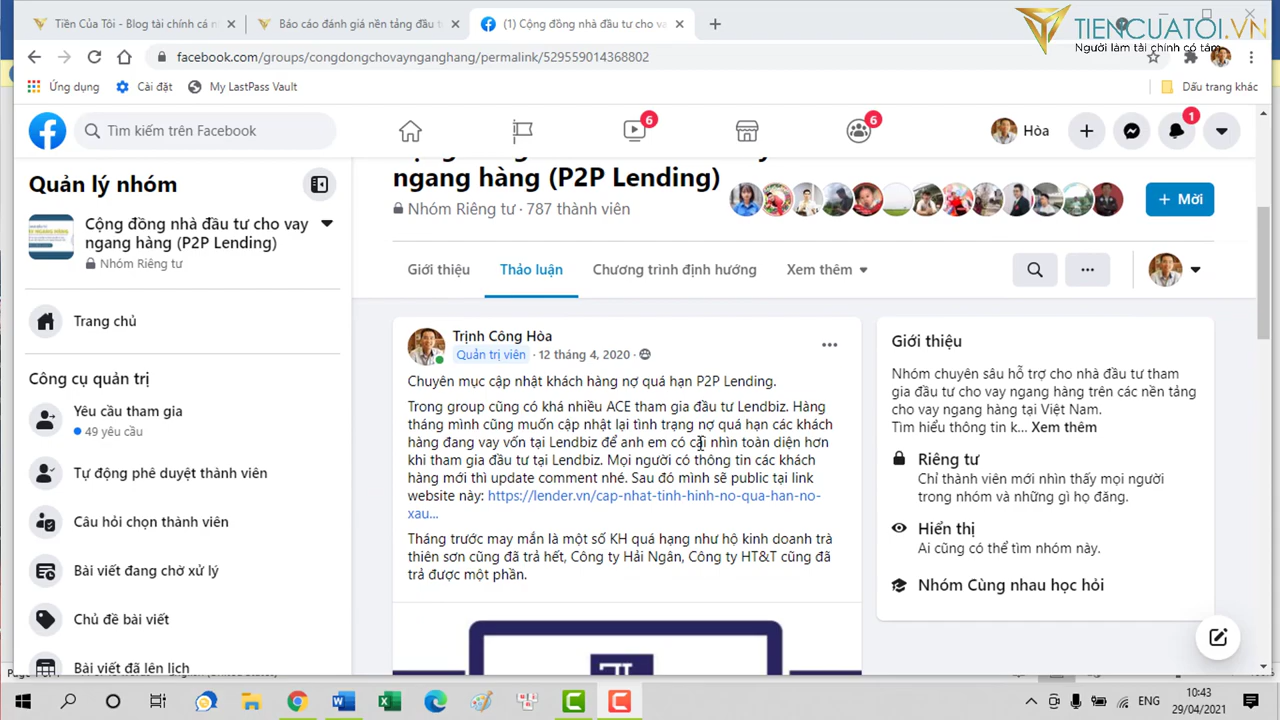 Tiền Của Tôi - Blog tài chính cá n
Báo cáo đánh giá nền tảng đầu t
(1) Cộng đồng nhà đầu tư cho va
TIENCUATOI.VN
Người làm tài chính có tâm
facebook.com/groups/congdongchovaynganghang/permalink/529559014368802
Ứng dụng
Cài đặt
My LastPass Vault
Dấu trang khác
Tìm kiếm trên Facebook
6
6
Hòa
1
Quản lý nhóm
Cộng đồng nhà đầu tư cho vay
ngang hàng (P2P Lending)
Nhóm Riêng tư
Trang chủ
Công cụ quản trị
Yêu cầu tham gia
49 yêu cầu
Tự động phê duyệt thành viên
Câu hỏi chọn thành viên
Bài viết đang chờ xử lý
Chủ đề bài viết
Bài viết đã lên lịch
ngang hàng (P2P Lending)
Nhóm Riêng tư · 787 thành viên
+ Mời
Giới thiệu
Thảo luận
Chương trình định hướng
Xem thêm
Trịnh Công Hòa
Quản trị viên · 12 tháng 4, 2020 ·
Chuyên mục cập nhật khách hàng nợ quá hạn P2P Lending.
Trong group cũng có khá nhiều ACE tham gia đầu tư Lendbiz. Hàng
tháng mình cũng muốn cập nhật lại tình trạng nợ quá hạn các khách
hàng đang vay vốn tại Lendbiz để anh em có cái nhìn toàn diện hơn
khi tham gia đầu tư tại Lendbiz. Mọi người có thông tin các khách
hàng mới thì update comment nhé. Sau đó mình sẽ public tại link
website này: https://lender.vn/cap-nhat-tinh-hinh-no-qua-han-no-
xau...
Tháng trước may mắn là một số KH quá hạng như hộ kinh doanh trà
thiên sơn cũng đã trả hết, Công ty Hải Ngân, Công ty HT&T cũng đã
trả được một phần.
Giới thiệu
Nhóm chuyên sâu hỗ trợ cho nhà đầu tư tham
gia đầu tư cho vay ngang hàng trên các nền tảng
cho vay ngang hàng tại Việt Nam.
Tìm hiểu thông tin k... Xem thêm
Riêng tư
Chỉ thành viên mới nhìn thấy mọi người
trong nhóm và những gì họ đăng.
Hiển thị
Ai cũng có thể tìm nhóm này.
Nhóm Cùng nhau học hỏi
ENG
10:43
29/04/2021